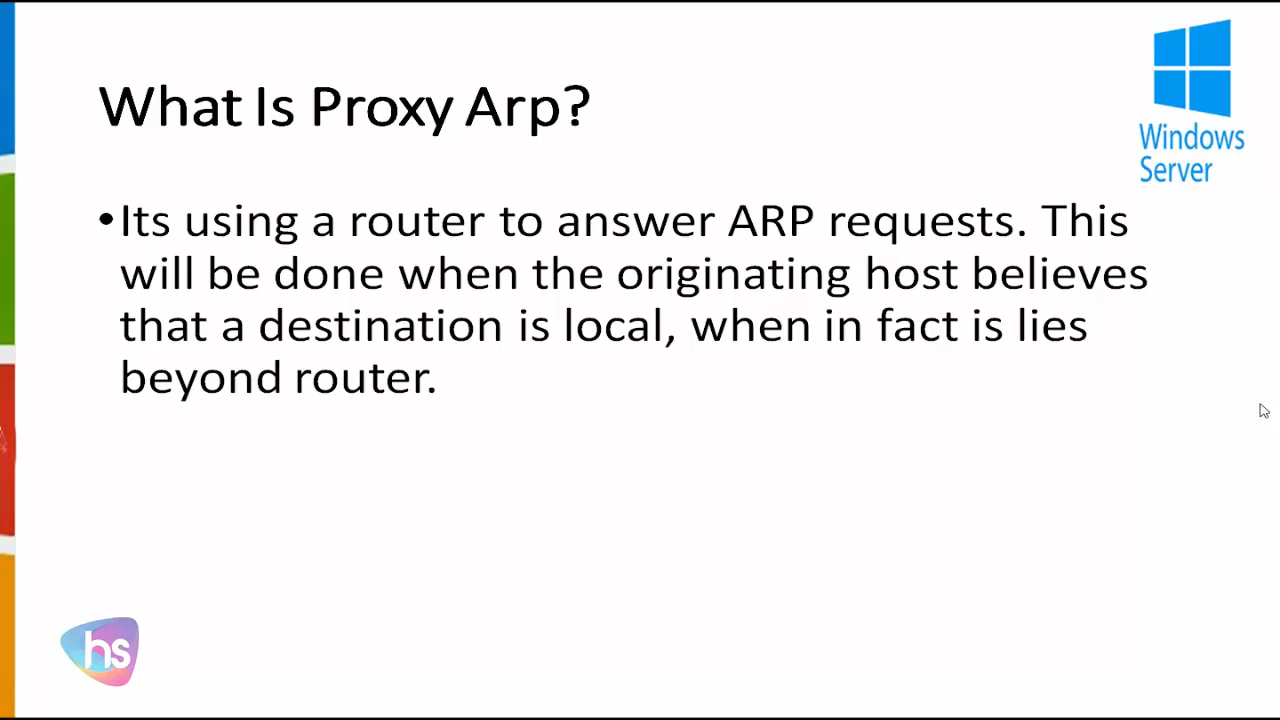 What Is Proxy Arp?
Windows
Server
•Its using a router to answer ARP requests. This
will be done when the originating host believes
that a destination is local, when in fact is lies
beyond router.
hs